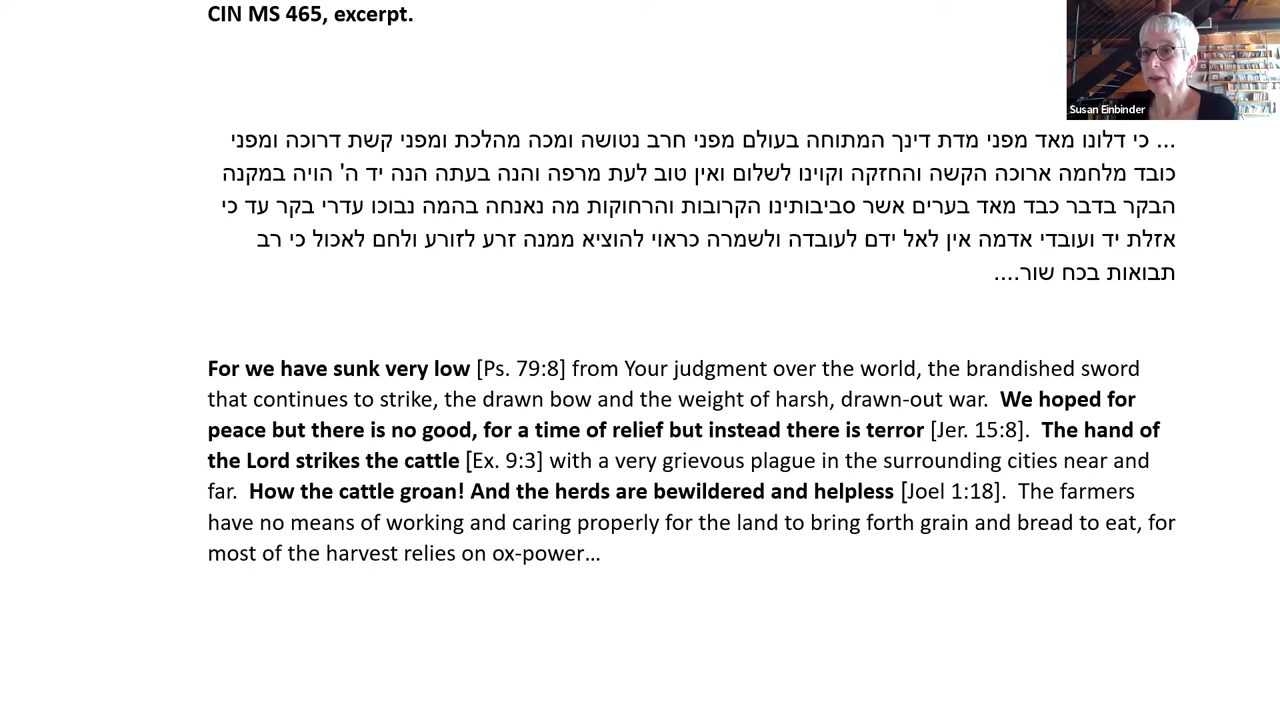 CIN MS 465, excerpt.
Susan Einbinder
... כי דלונו מאד מפני מדת דינך המתוחה בעולם מפני חרב נטושה ומכה מהלכת ומפני קשת דרוכה ומפני
כובד מלחמה ארוכה הקשה והחזקה וקוינו לשלום ואין טוב לעת מרפה והנה בעתה הנה יד ה' הויה במקנה
הבקר בדבר כבד מאד בערים אשר סביבותינו הקרובות והרחוקות מה נאנחה בהמה נבוכו עדרי בקר עד כי
אזלת יד ועובדי אדמה אין לאל ידם לעובדה ולשמרה כראוי להוציא ממנה זרע לזורע ולחם לאכול כי רב
תבואות בכח שור....
For we have sunk very low [Ps. 79:8] from Your judgment over the world, the brandished sword
that continues to strike, the drawn bow and the weight of harsh, drawn-out war. We hoped for
peace but there is no good, for a time of relief but instead there is terror [Jer. 15:8]. The hand of
the Lord strikes the cattle [Ex. 9:3] with a very grievous plague in the surrounding cities near and
far. How the cattle groan! And the herds are bewildered and helpless [Joel 1:18]. The farmers
have no means of working and caring properly for the land to bring forth grain and bread to eat, for
most of the harvest relies on ox-power…